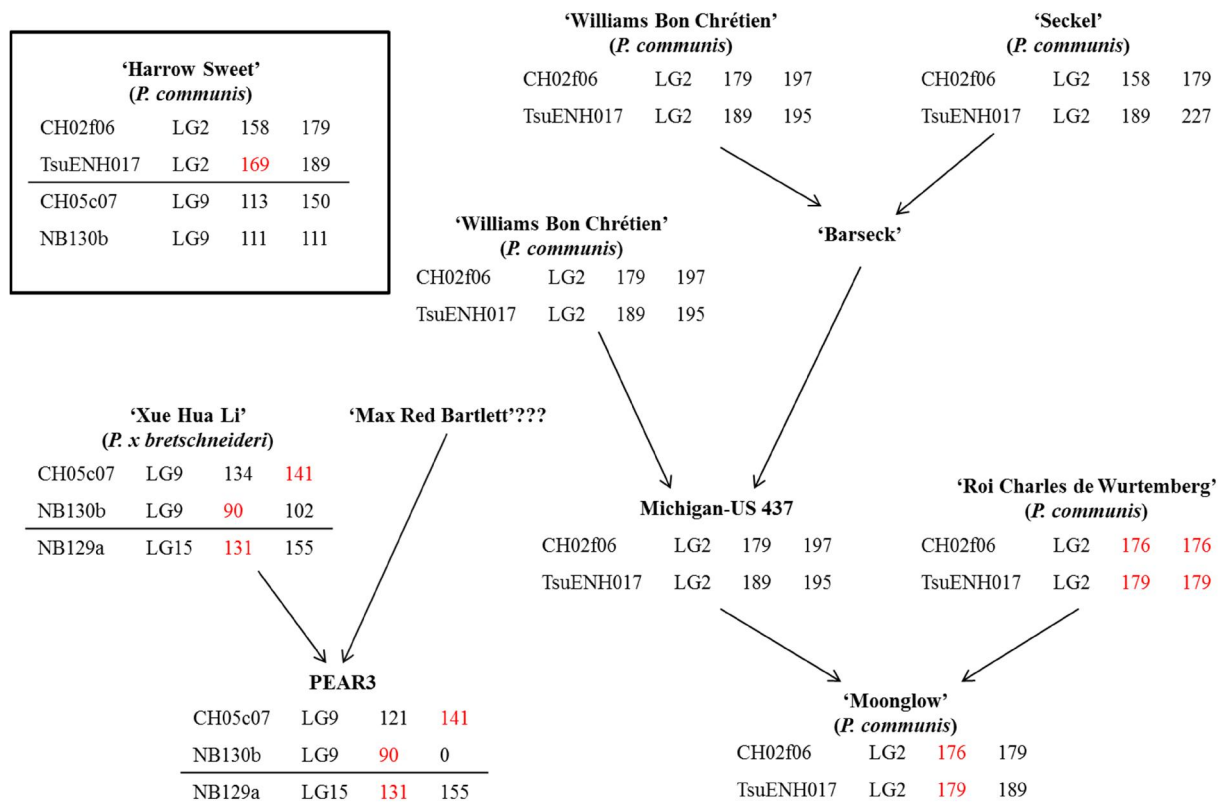 ‘Harrow Sweet’
(P. communis)
CH02f06 LG2 158 179
TsuENH017 LG2 169 189
CH05c07 LG9 113 150
NB130b LG9 111 111
‘Williams Bon Chrétien’
(P. communis)
CH02f06 LG2 179 197
TsuENH017 LG2 189 195
‘Seckel’
(P. communis)
CH02f06 LG2 158 179
TsuENH017 LG2 189 227
‘Williams Bon Chrétien’
(P. communis)
CH02f06 LG2 179 197
TsuENH017 LG2 189 195
‘Barseck’
‘Xue Hua Li’
(P. x bretschneideri)
CH05c07 LG9 134 141
NB130b LG9 90 102
NB129a LG15 131 155
‘Max Red Bartlett’???
Michigan-US 437
CH02f06 LG2 179 197
TsuENH017 LG2 189 195
‘Roi Charles de Wurtemberg’
(P. communis)
CH02f06 LG2 176 176
TsuENH017 LG2 179 179
PEAR3
CH05c07 LG9 121 141
NB130b LG9 90 0
NB129a LG15 131 155
‘Moonglow’
(P. communis)
CH02f06 LG2 176 179
TsuENH017 LG2 179 189